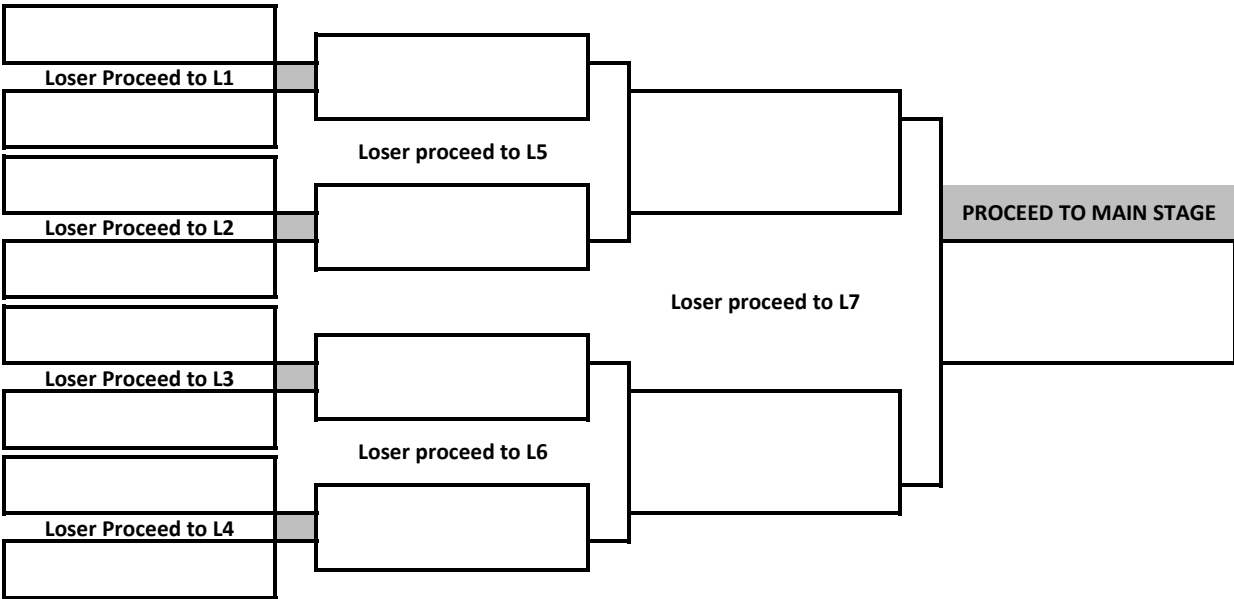 Loser Proceed to L1
Loser proceed to L5
Loser Proceed to L2
PROCEED TO MAIN STAGE
Loser proceed to L7
Loser Proceed to L3
Loser proceed to L6
Loser Proceed to L4